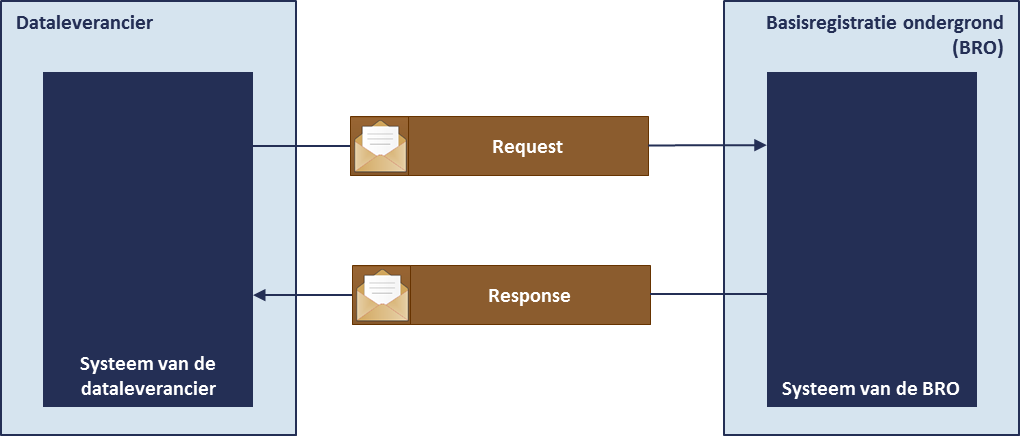 Dataleverancier
Basisregistratie ondergrond
(BRO)
Request
Response
Systeem van de
dataleverancier
Systeem van de BRO